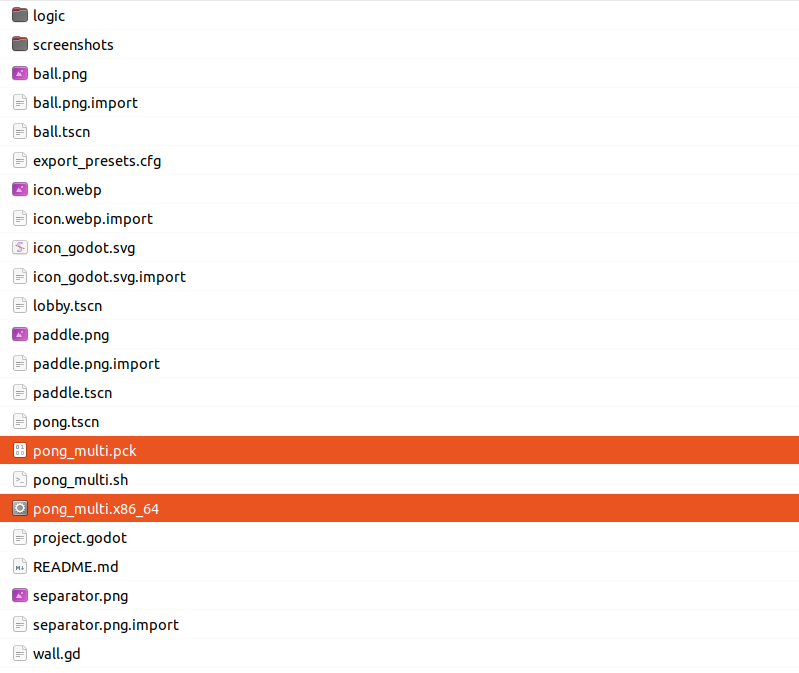 logic
screenshots
ball.png
ball.png.import
ball.tscn
export_presets.cfg
icon.webp
icon.webp.import
icon_godot.svg
icon_godot.svg.import
lobby.tscn
paddle.png
paddle.png.import
paddle.tscn
pong.tscn
pong_multi.pck
pong_multi.sh
pong_multi.x86_64
project.godot
README.md
separator.png
separator.png.import
wall.gd